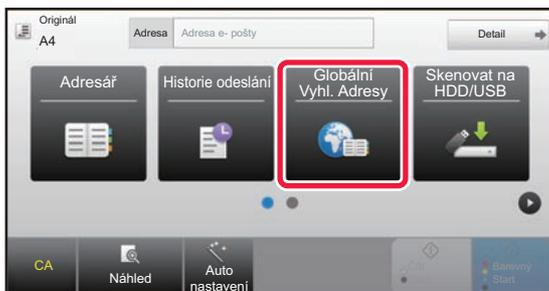 Originál
A4
Adresa
Adresa e- pošty
Detail
Adresář
Historie odeslání
Globální
Vyhl. Adresy
Skenovat na
HDD/USB
CA
Náhled
Auto
nastavení
Barevný
Start